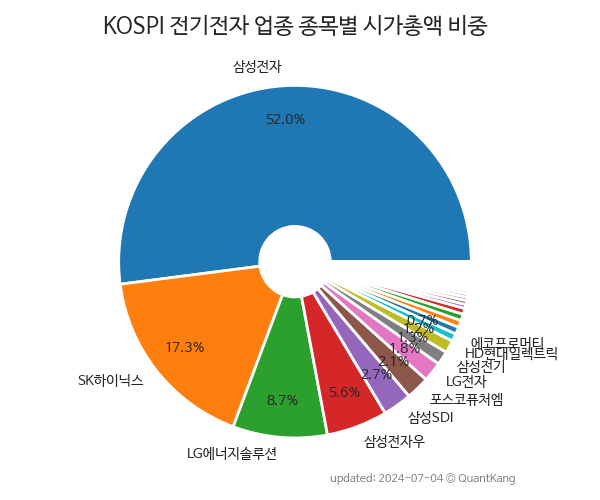 KOSPI 전기전자 업종 종목별 시가총액 비중
삼성전자
52.0%
17.3%
SK하이닉스
8.7%
LG에너지솔루션
5.6%
삼성전자우
2.7%
삼성SDI
2.1%
포스코퓨처엠
1.8%
LG전자
1.3%
삼성전기
1.2%
HD현대일렉트릭
0.7%
에코프로머티
updated: 2024-07-04 © QuantKang